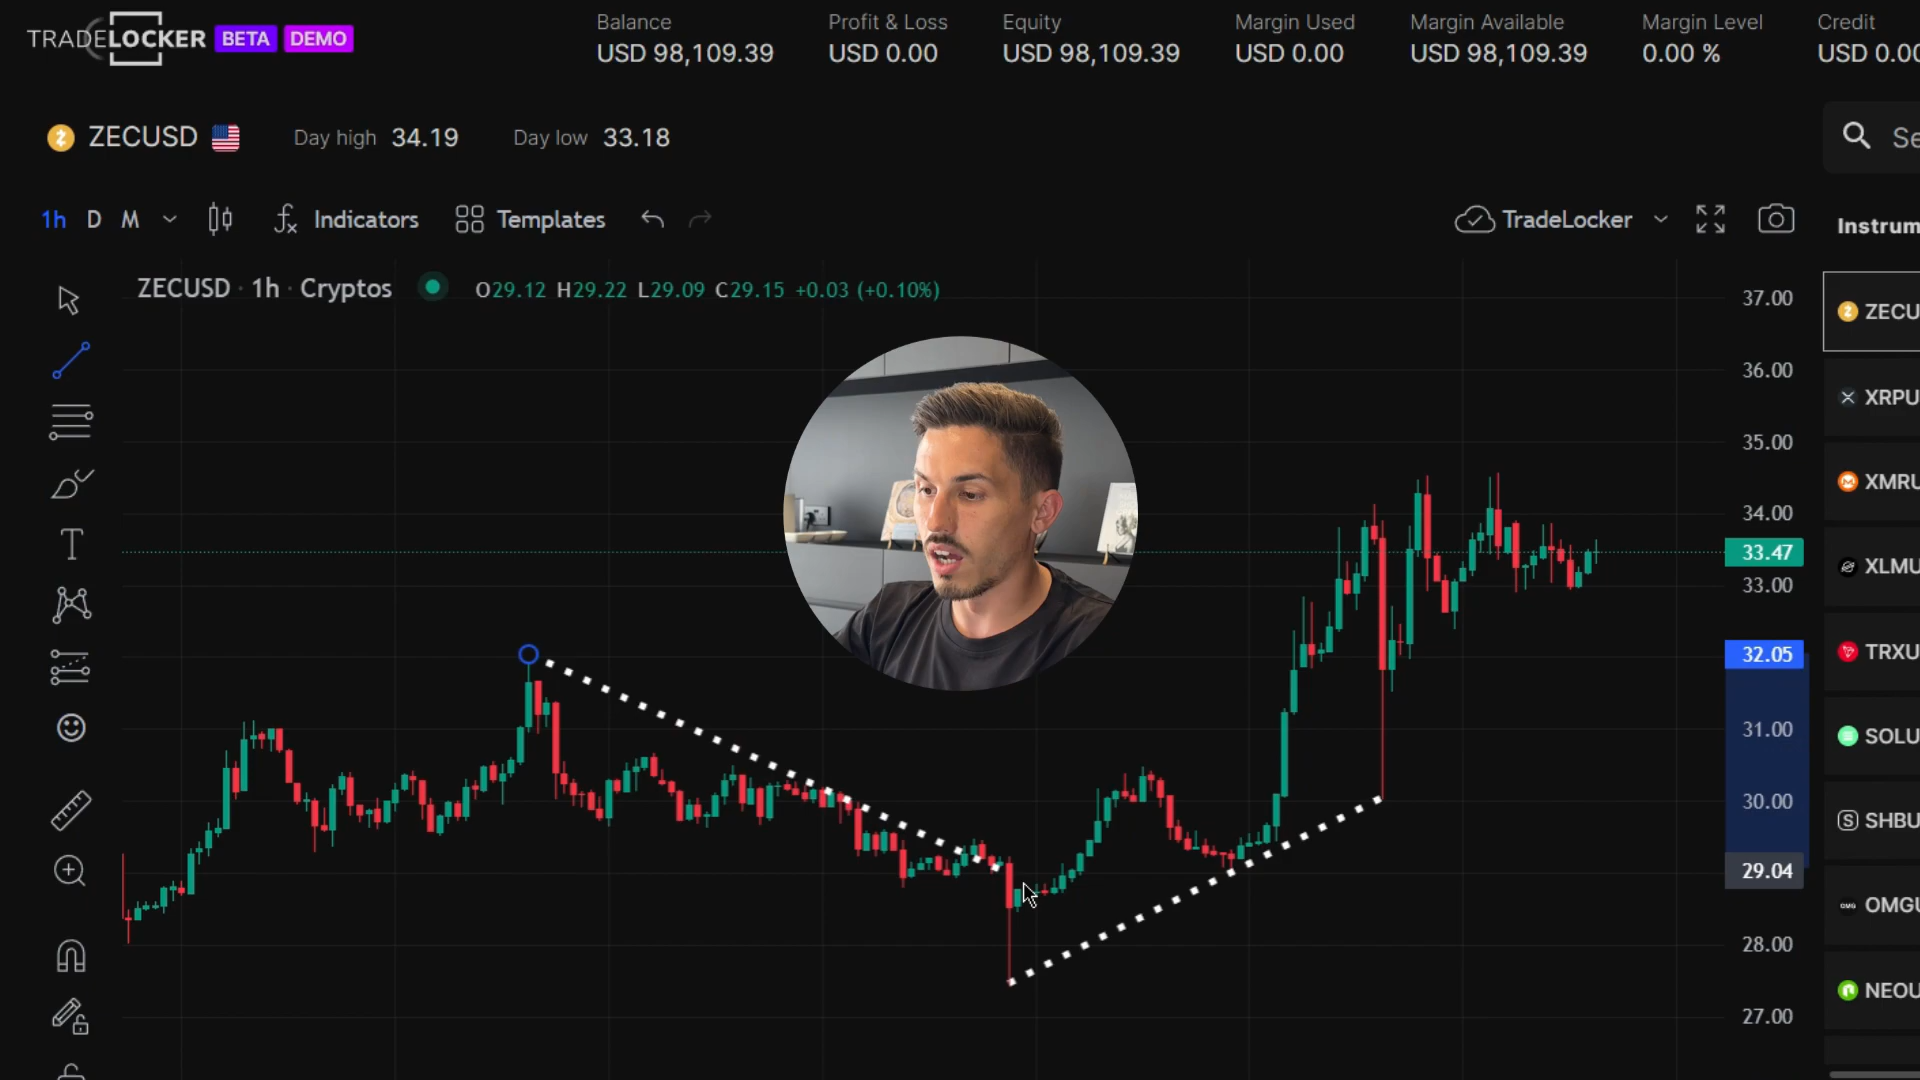 TRADELOCKER BETA DEMO
Balance Profit & Loss Equity Margin Used Margin Available Margin Level Credit
USD 98,109.39 USD 0.00 USD 98,109.39 USD 0.00 USD 98,109.39 0.00 % USD 0.00
ZECUSD Day high 34.19 Day low 33.18
Se
1h D M Indicators Templates TradeLocker
Instrum
ZECUSD · 1h · Cryptos O29.12 H29.22 L29.09 C29.15 +0.03 (+0.10%)
37.00
ZECU
36.00
XRPU
35.00
XMRU
34.00
33.47
XLMU
33.00
32.05
TRXU
31.00
SOLU
30.00
SHBU
29.04
OMGU
28.00
NEOU
27.00